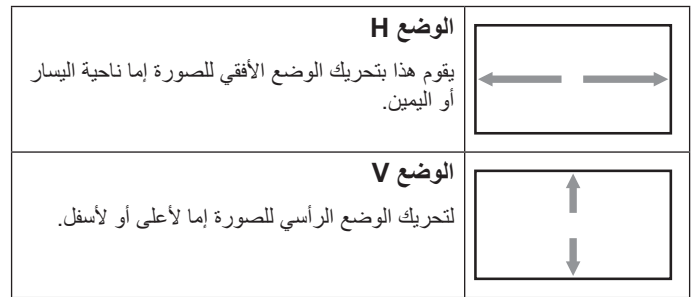 الوضع H
يقوم هذا بتحريك الوضع الأفقي للصورة إما ناحية اليسار
أو اليمين.
الوضع V
لتحريك الوضع الرأسي للصورة إما لأعلى أو لأسفل.